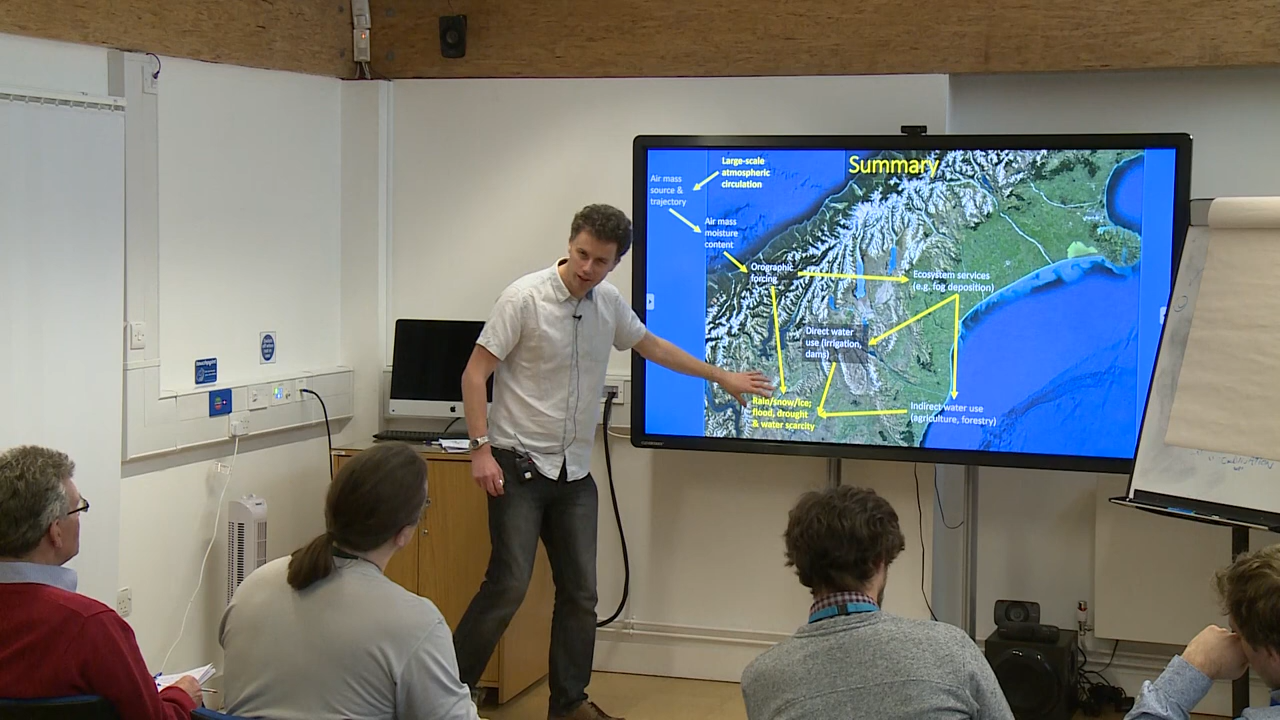 Summary
Large-scale
atmospheric
circulation
Air mass
source &
trajectory
Air mass
moisture
content
Orographic
forcing
Ecosystem services
(e.g. fog deposition)
Direct water
use (irrigation,
dams)
Rain/snow/ice;
flood, drought
& water scarcity
Indirect water use
(agriculture, forestry)